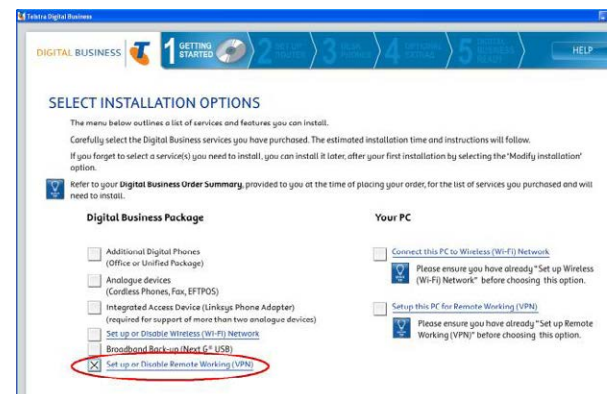 Telstra Digital Business
DIGITAL BUSINESS
1 GETTING STARTED
2 SET UP ROUTER
3 DESK PHONES
4 OPTIONAL EXTRAS
5 DIGITAL BUSINESS READY
HELP
SELECT INSTALLATION OPTIONS
The menu below outlines a list of services and features you can install.
Carefully select the Digital Business services you have purchased. The estimated installation time and instructions will follow.
If you forget to select a service(s) you need to install, you can install it later, after your first installation by selecting the 'Modify installation'
option.
Refer to your Digital Business Order Summary, provided to you at the time of placing your order, for the list of services you purchased and will
need to install.
Digital Business Package
Additional Digital Phones
(Office or Unified Package)
Analogue devices
(Cordless Phones, Fax, EFTPOS)
Integrated Access Device (Linksys Phone Adapter)
(required for support of more than two analogue devices)
Set up or Disable Wireless (Wi-Fi) Network
Broadband Back-up (Next G® USB)
Set up or Disable Remote Working (VPN)
Your PC
Connect this PC to Wireless (Wi-Fi) Network
Please ensure you have already "Set up Wireless
(Wi-Fi) Network" before choosing this option.
Setup this PC for Remote Working (VPN)
Please ensure you have already "Set up Remote
Working (VPN)" before choosing this option.